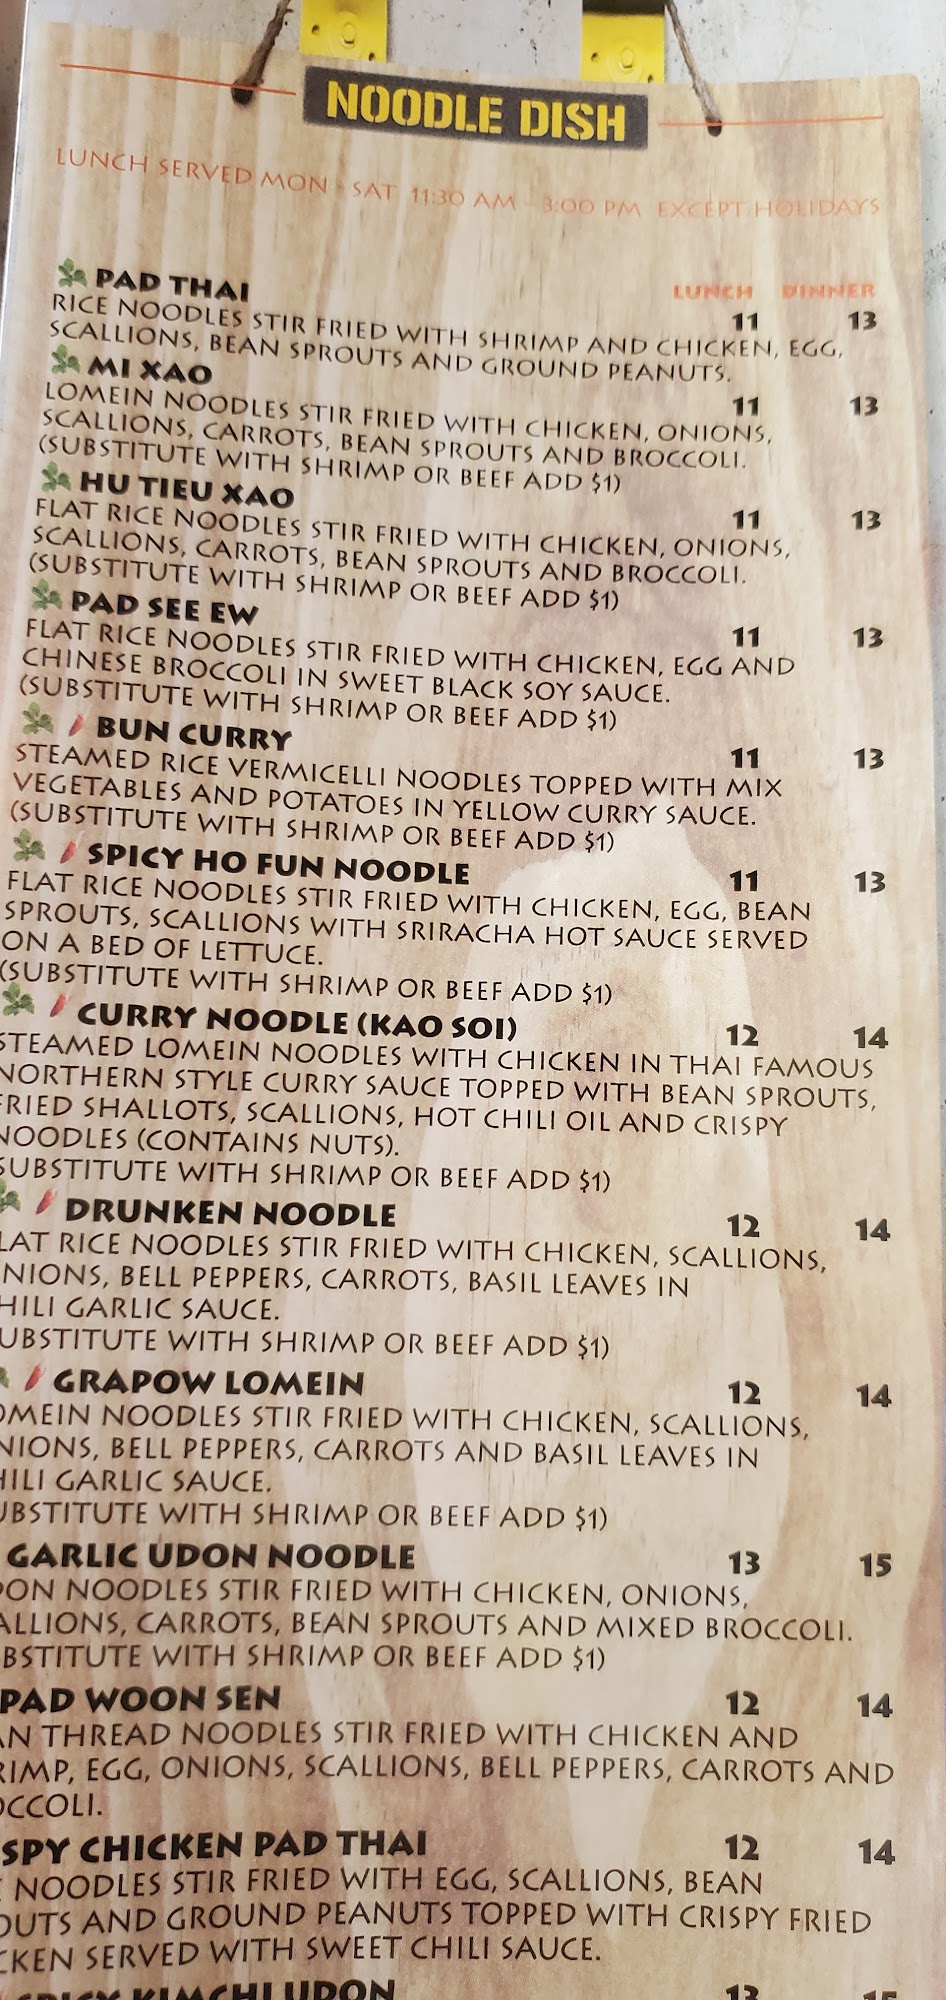 NOODLE DISH
LUNCH SERVED MON - SAT 11:30 AM - 3:00 PM EXCEPT HOLIDAYS
LUNCH DINNER
PAD THAI 11 13
RICE NOODLES STIR FRIED WITH SHRIMP AND CHICKEN, EGG,
SCALLIONS, BEAN SPROUTS AND GROUND PEANUTS.
MI XAO 11 13
LOMEIN NOODLES STIR FRIED WITH CHICKEN, ONIONS,
SCALLIONS, CARROTS, BEAN SPROUTS AND BROCCOLI.
(SUBSTITUTE WITH SHRIMP OR BEEF ADD $1)
HU TIEU XAO 11 13
FLAT RICE NOODLES STIR FRIED WITH CHICKEN, ONIONS,
SCALLIONS, CARROTS, BEAN SPROUTS AND BROCCOLI.
(SUBSTITUTE WITH SHRIMP OR BEEF ADD $1)
PAD SEE EW 11 13
FLAT RICE NOODLES STIR FRIED WITH CHICKEN, EGG AND
CHINESE BROCCOLI IN SWEET BLACK SOY SAUCE.
(SUBSTITUTE WITH SHRIMP OR BEEF ADD $1)
BUN CURRY 11 13
STEAMED RICE VERMICELLI NOODLES TOPPED WITH MIX
VEGETABLES AND POTATOES IN YELLOW CURRY SAUCE.
(SUBSTITUTE WITH SHRIMP OR BEEF ADD $1)
SPICY HO FUN NOODLE 11 13
FLAT RICE NOODLES STIR FRIED WITH CHICKEN, EGG, BEAN
SPROUTS, SCALLIONS WITH SRIRACHA HOT SAUCE SERVED
ON A BED OF LETTUCE.
(SUBSTITUTE WITH SHRIMP OR BEEF ADD $1)
CURRY NOODLE (KAO SOI) 12 14
STEAMED LOMEIN NOODLES WITH CHICKEN IN THAI FAMOUS
NORTHERN STYLE CURRY SAUCE TOPPED WITH BEAN SPROUTS,
FRIED SHALLOTS, SCALLIONS, HOT CHILI OIL AND CRISPY
NOODLES (CONTAINS NUTS).
SUBSTITUTE WITH SHRIMP OR BEEF ADD $1)
DRUNKEN NOODLE 12 14
LAT RICE NOODLES STIR FRIED WITH CHICKEN, SCALLIONS,
NIONS, BELL PEPPERS, CARROTS, BASIL LEAVES IN
HILI GARLIC SAUCE.
UBSTITUTE WITH SHRIMP OR BEEF ADD $1)
GRAPOW LOMEIN 12 14
OMEIN NOODLES STIR FRIED WITH CHICKEN, SCALLIONS,
NIONS, BELL PEPPERS, CARROTS AND BASIL LEAVES IN
HILI GARLIC SAUCE.
UBSTITUTE WITH SHRIMP OR BEEF ADD $1)
GARLIC UDON NOODLE 13 15
DON NOODLES STIR FRIED WITH CHICKEN, ONIONS,
ALLIONS, CARROTS, BEAN SPROUTS AND MIXED BROCCOLI.
BSTITUTE WITH SHRIMP OR BEEF ADD $1)
PAD WOON SEN 12 14
AN THREAD NOODLES STIR FRIED WITH CHICKEN AND
RIMP, EGG, ONIONS, SCALLIONS, BELL PEPPERS, CARROTS AND
OCCOLI.
SPY CHICKEN PAD THAI 12 14
E NOODLES STIR FRIED WITH EGG, SCALLIONS, BEAN
OUTS AND GROUND PEANUTS TOPPED WITH CRISPY FRIED
CKEN SERVED WITH SWEET CHILI SAUCE.
SPICY KIMCHI UDON 13 15